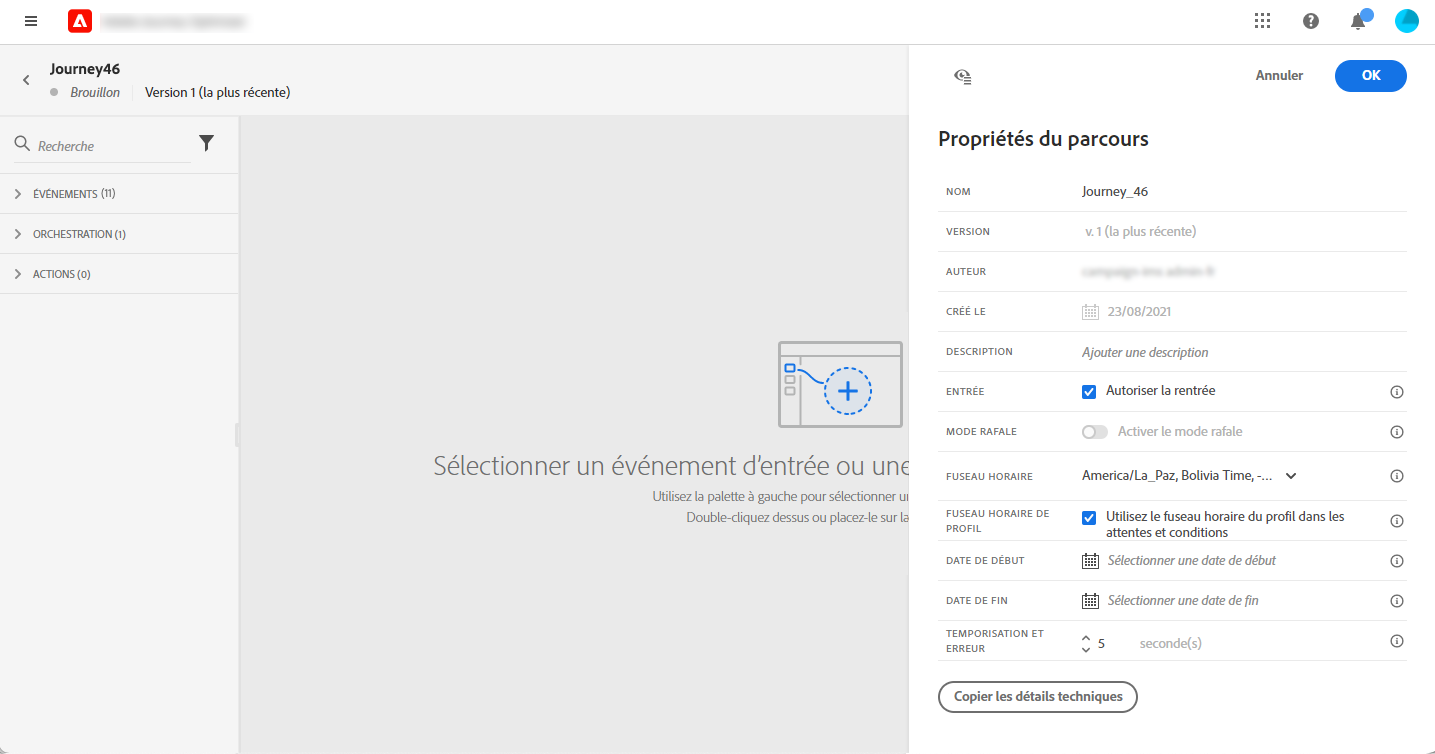 Journey46
Brouillon
Version 1 (la plus récente)
Annuler
OK
Recherche
ÉVÉNEMENTS (11)
ORCHESTRATION (1)
ACTIONS (0)
Sélectionner un événement d'entrée ou une
Utilisez la palette à gauche pour sélectionner
Double-cliquez dessus ou placez-le sur la
Propriétés du parcours
NOM
Journey_46
VERSION
v. 1 (la plus récente)
AUTEUR
CRÉÉ LE
23/08/2021
DESCRIPTION
Ajouter une description
ENTRÉE
Autoriser la rentrée
MODE RAFALE
Activer le mode rafale
FUSEAU HORAIRE
America/La_Paz, Bolivia Time, -...
FUSEAU HORAIRE DE
PROFIL
Utilisez le fuseau horaire du profil dans les
attentes et conditions
DATE DE DÉBUT
Sélectionner une date de début
DATE DE FIN
Sélectionner une date de fin
TEMPORISATION ET
ERREUR
5
seconde(s)
Copier les détails techniques